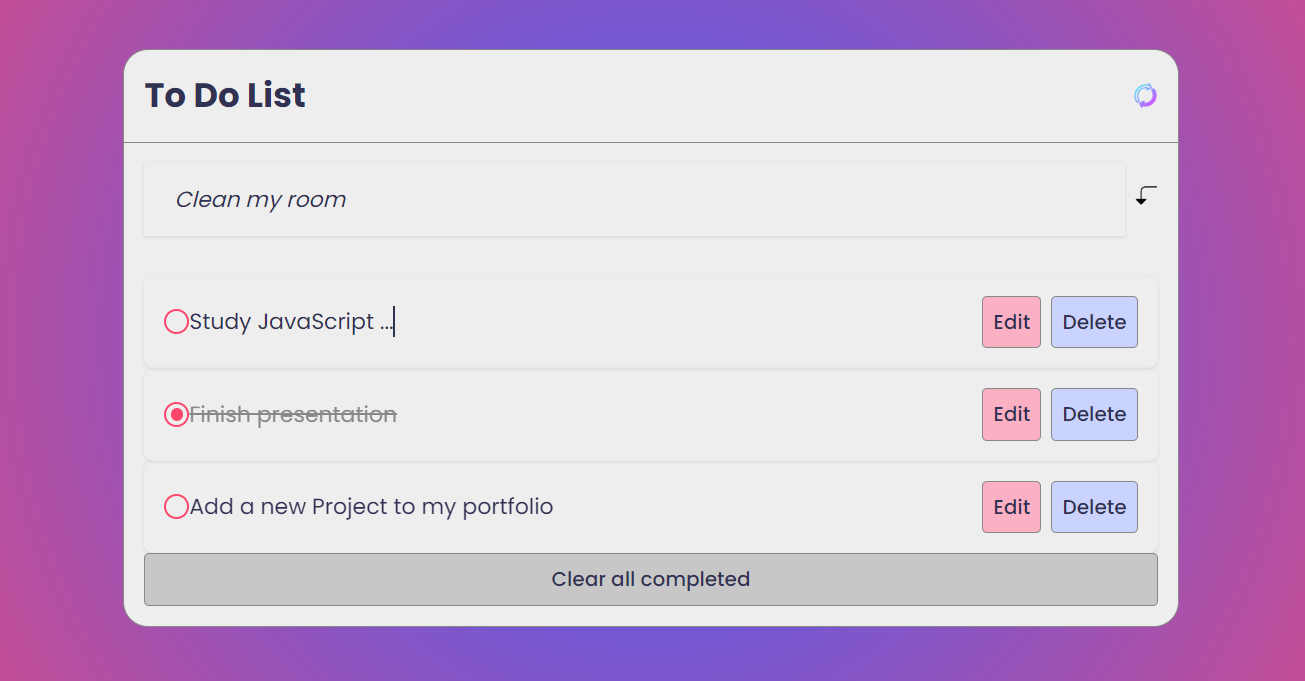 To Do List
Clean my room
Study JavaScript ...
Edit
Delete
Finish presentation
Edit
Delete
Add a new Project to my portfolio
Edit
Delete
Clear all completed